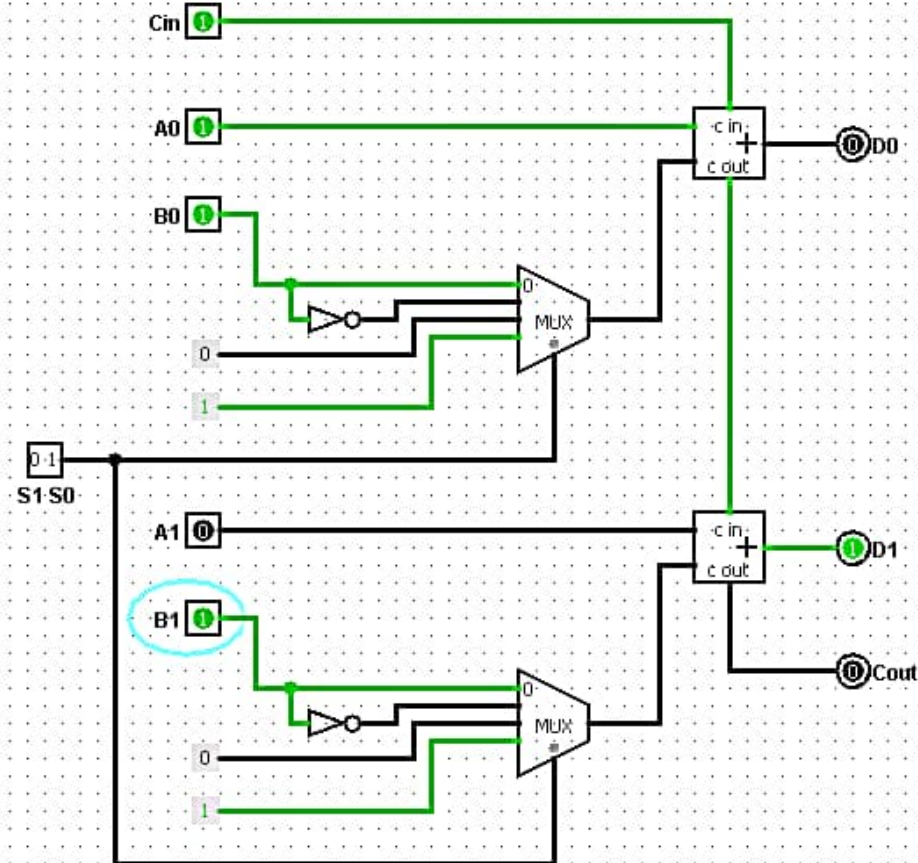 Cin 1
A0 1
c in
+
c out
0 D0
B0 1
0
MUX
0
1
0 1
S1 S0
A1 0
c in
+
c out
1 D1
B1 1
0 Cout
0
MUX
0
1